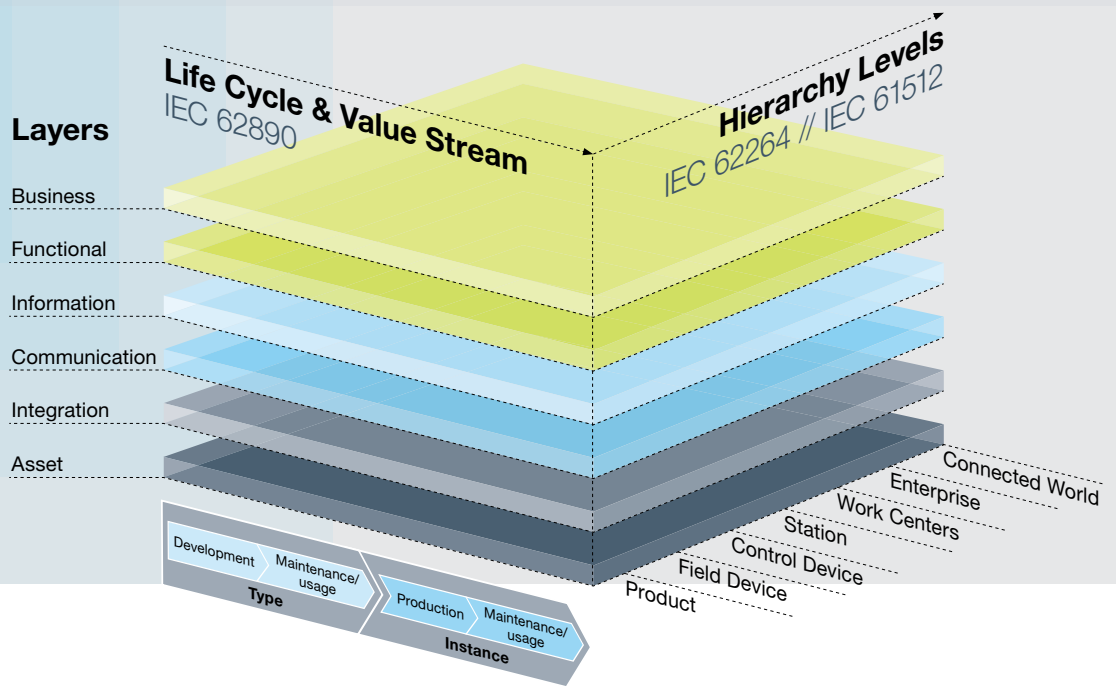 Life Cycle & Value Stream
IEC 62890
Hierarchy Levels
IEC 62264 // IEC 61512
Layers
Business
Functional
Information
Communication
Integration
Asset
Development
Maintenance/
usage
Type
Production
Maintenance/
usage
Instance
Connected World
Enterprise
Work Centers
Station
Control Device
Field Device
Product